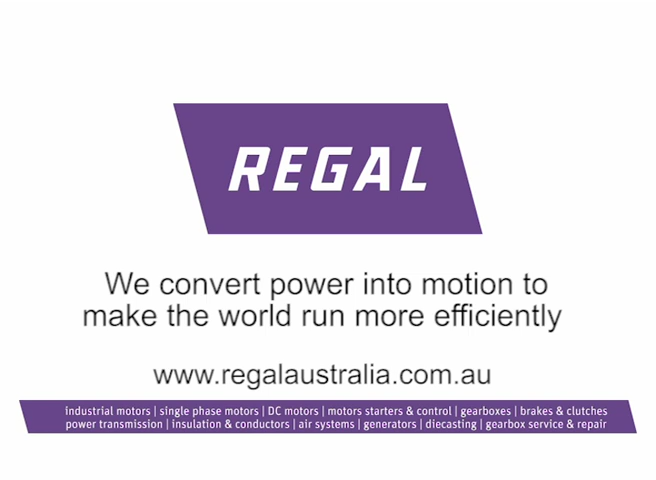 REGAL
We convert power into motion to
make the world run more efficiently
www.regalaustralia.com.au
industrial motors | single phase motors | DC motors | motors starters & control | gearboxes | brakes & clutches
power transmission | insulation & conductors | air systems | generators | diecasting | gearbox service & repair